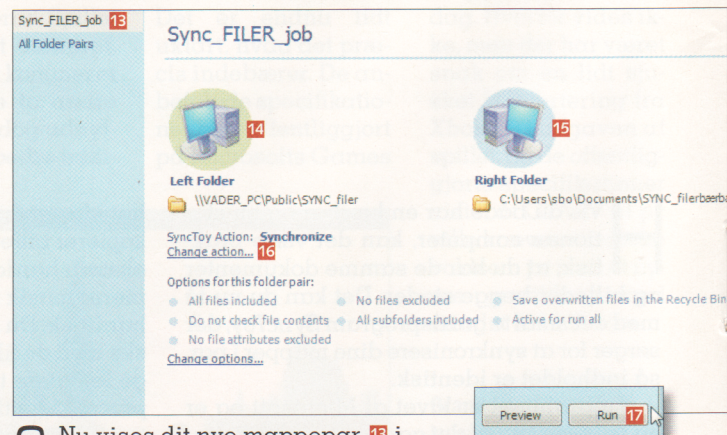 Sync_FILER_job 13
All Folder Pairs
Sync_FILER_job
14
15
Left Folder
Right Folder
\\VADER_PC\Public\SYNC_filer
C:\Users\sbo\Documents\SYNC_filerbærba
SyncToy Action: Synchronize
Change action... 16
Options for this folder pair:
All files included
No files excluded
Save overwritten files in the Recycle Bin
Do not check file contents
All subfolders included
Active for run all
No file attributes excluded
Change options...
Preview
Run 17
Nu vises dit nye mappepar 13 i